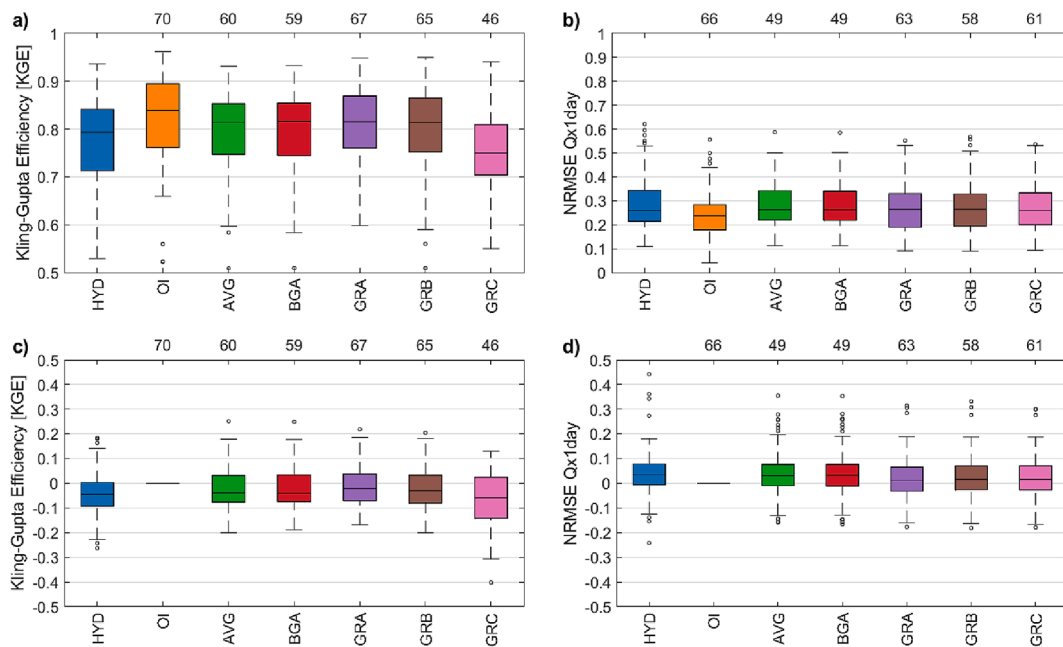 a)
70 60 59 67 65 46
Kling-Gupta Efficiency [KGE]
1
0.9
0.8
0.7
0.6
0.5
HYD OI AVG BGA GRA GRB GRC
b)
66 49 49 63 58 61
NRMSE Qx1day
1
0.9
0.8
0.7
0.6
0.5
0.4
0.3
0.2
0.1
0
HYD OI AVG BGA GRA GRB GRC
c)
70 60 59 67 65 46
Kling-Gupta Efficiency [KGE]
0.5
0.4
0.3
0.2
0.1
0
-0.1
-0.2
-0.3
-0.4
-0.5
HYD OI AVG BGA GRA GRB GRC
d)
66 49 49 63 58 61
NRMSE Qx1day
0.5
0.4
0.3
0.2
0.1
0
-0.1
-0.2
-0.3
-0.4
-0.5
HYD OI AVG BGA GRA GRB GRC